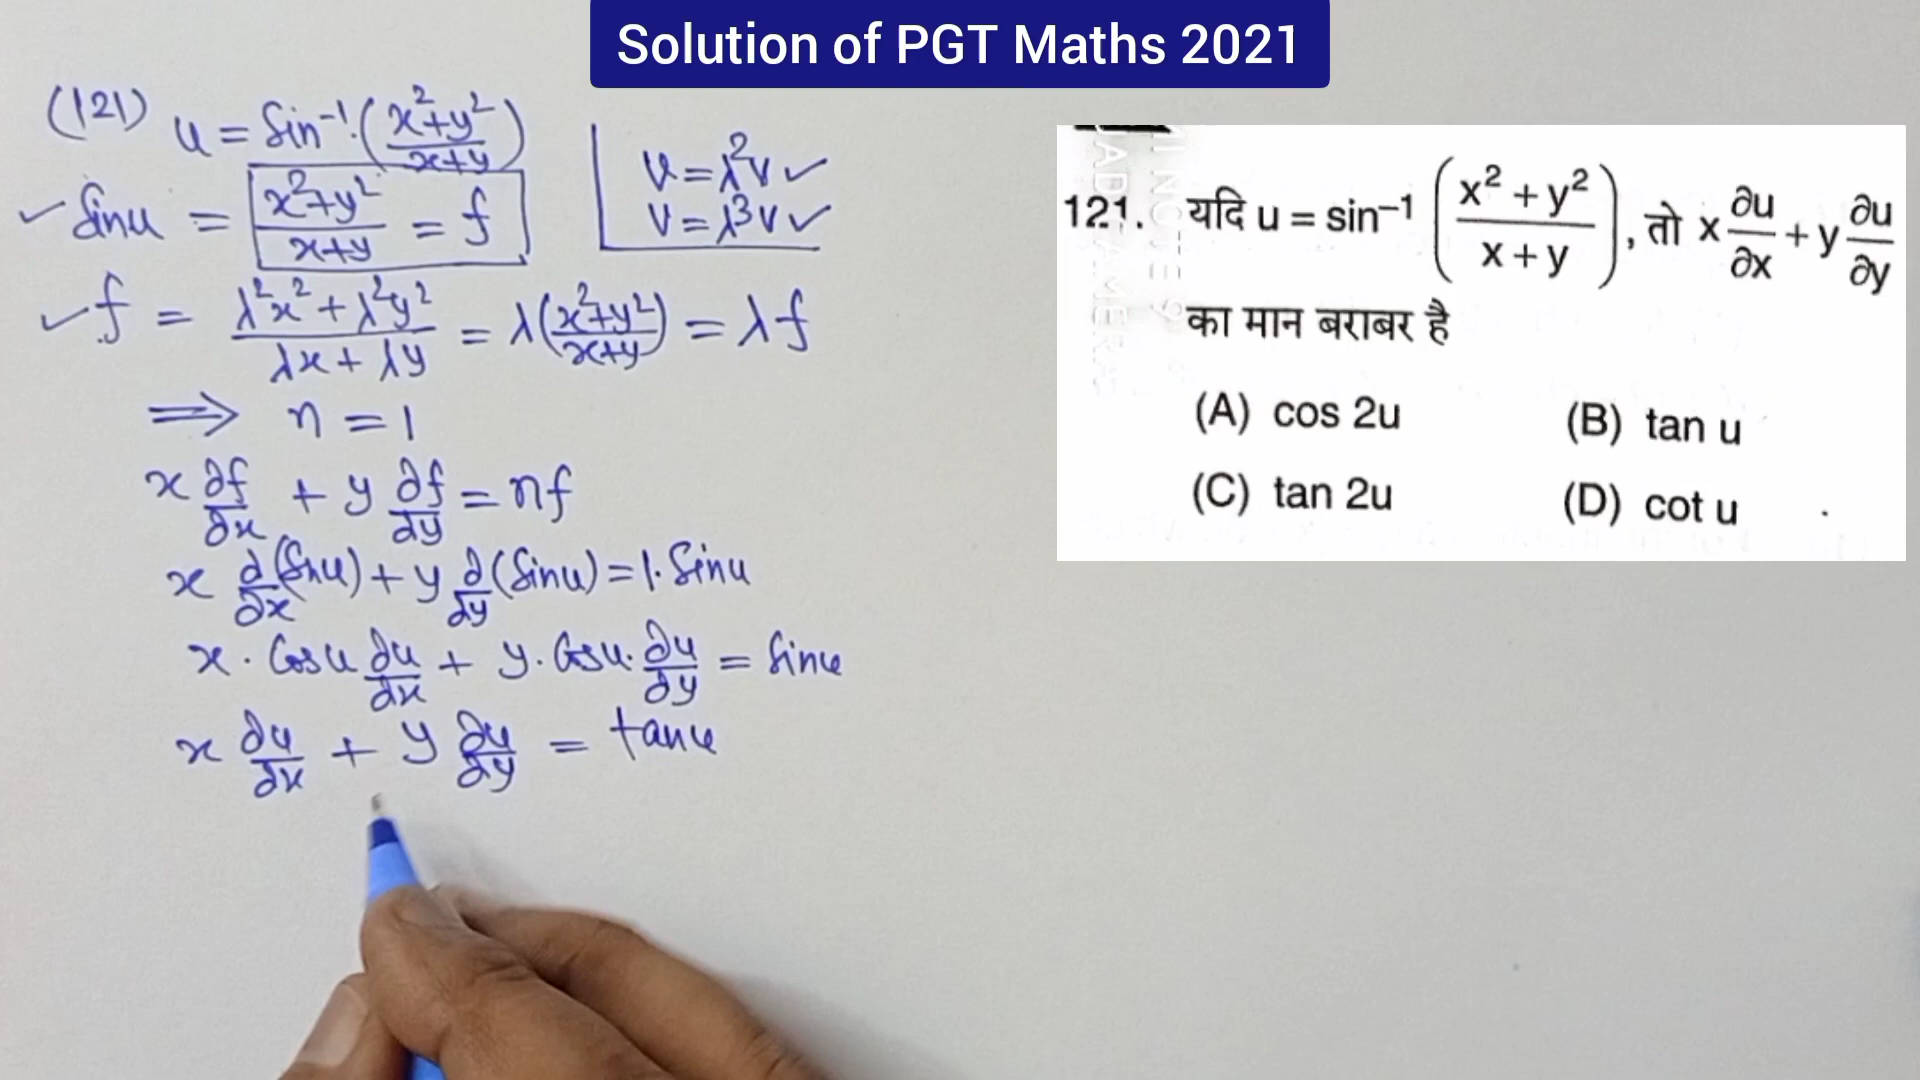 Solution of PGT Maths 2021
(121) u = Sin⁻¹.(x²+y²/x+y)
Sinu = x²+y²/x+y = f
f = λ²x²+λ²y²/λx+λy = λ(x²+y²/x+y) = λf
⇒ n = 1
x ∂f/∂x + y ∂f/∂y = nf
x ∂/∂x(Sinu) + y ∂/∂y(Sinu) = 1.Sinu
x . Cosu ∂u/∂x + y . Cosu . ∂u/∂y = Sinu
x ∂u/∂x + y ∂u/∂y = tanu
V = λ²V ✓
V = λ³V ✓
121. यदि u = sin⁻¹ (x² + y²/x + y), तो x ∂u/∂x + y ∂u/∂y
का मान बराबर है
(A) cos 2u (B) tan u
(C) tan 2u (D) cot u